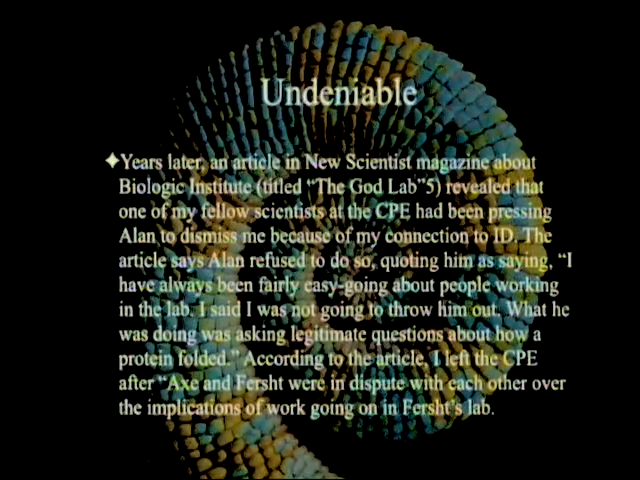 Undeniable
✦Years later, an article in New Scientist magazine about
Biologic Institute (titled “The God Lab”5) revealed that
one of my fellow scientists at the CPE had been pressing
Alan to dismiss me because of my connection to ID. The
article says Alan refused to do so, quoting him as saying, “I
have always been fairly easy-going about people working
in the lab. I said I was not going to throw him out. What he
was doing was asking legitimate questions about how a
protein folded.” According to the article, I left the CPE
after “Axe and Fersht were in dispute with each other over
the implications of work going on in Fersht’s lab.